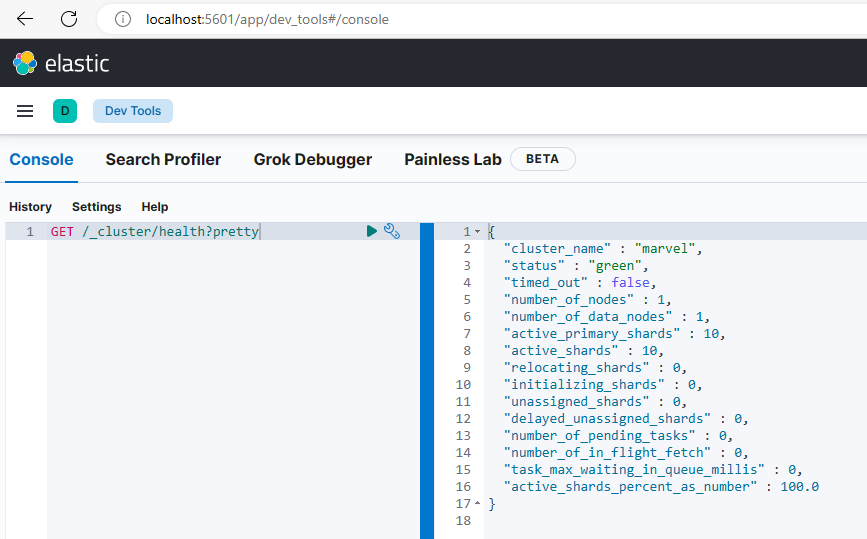 localhost:5601/app/dev_tools#/console
elastic
D Dev Tools
Console Search Profiler Grok Debugger Painless Lab BETA
History Settings Help
1 GET /_cluster/health?pretty
1 {
2 "cluster_name" : "marvel",
3 "status" : "green",
4 "timed_out" : false,
5 "number_of_nodes" : 1,
6 "number_of_data_nodes" : 1,
7 "active_primary_shards" : 10,
8 "active_shards" : 10,
9 "relocating_shards" : 0,
10 "initializing_shards" : 0,
11 "unassigned_shards" : 0,
12 "delayed_unassigned_shards" : 0,
13 "number_of_pending_tasks" : 0,
14 "number_of_in_flight_fetch" : 0,
15 "task_max_waiting_in_queue_millis" : 0,
16 "active_shards_percent_as_number" : 100.0
17 }
18